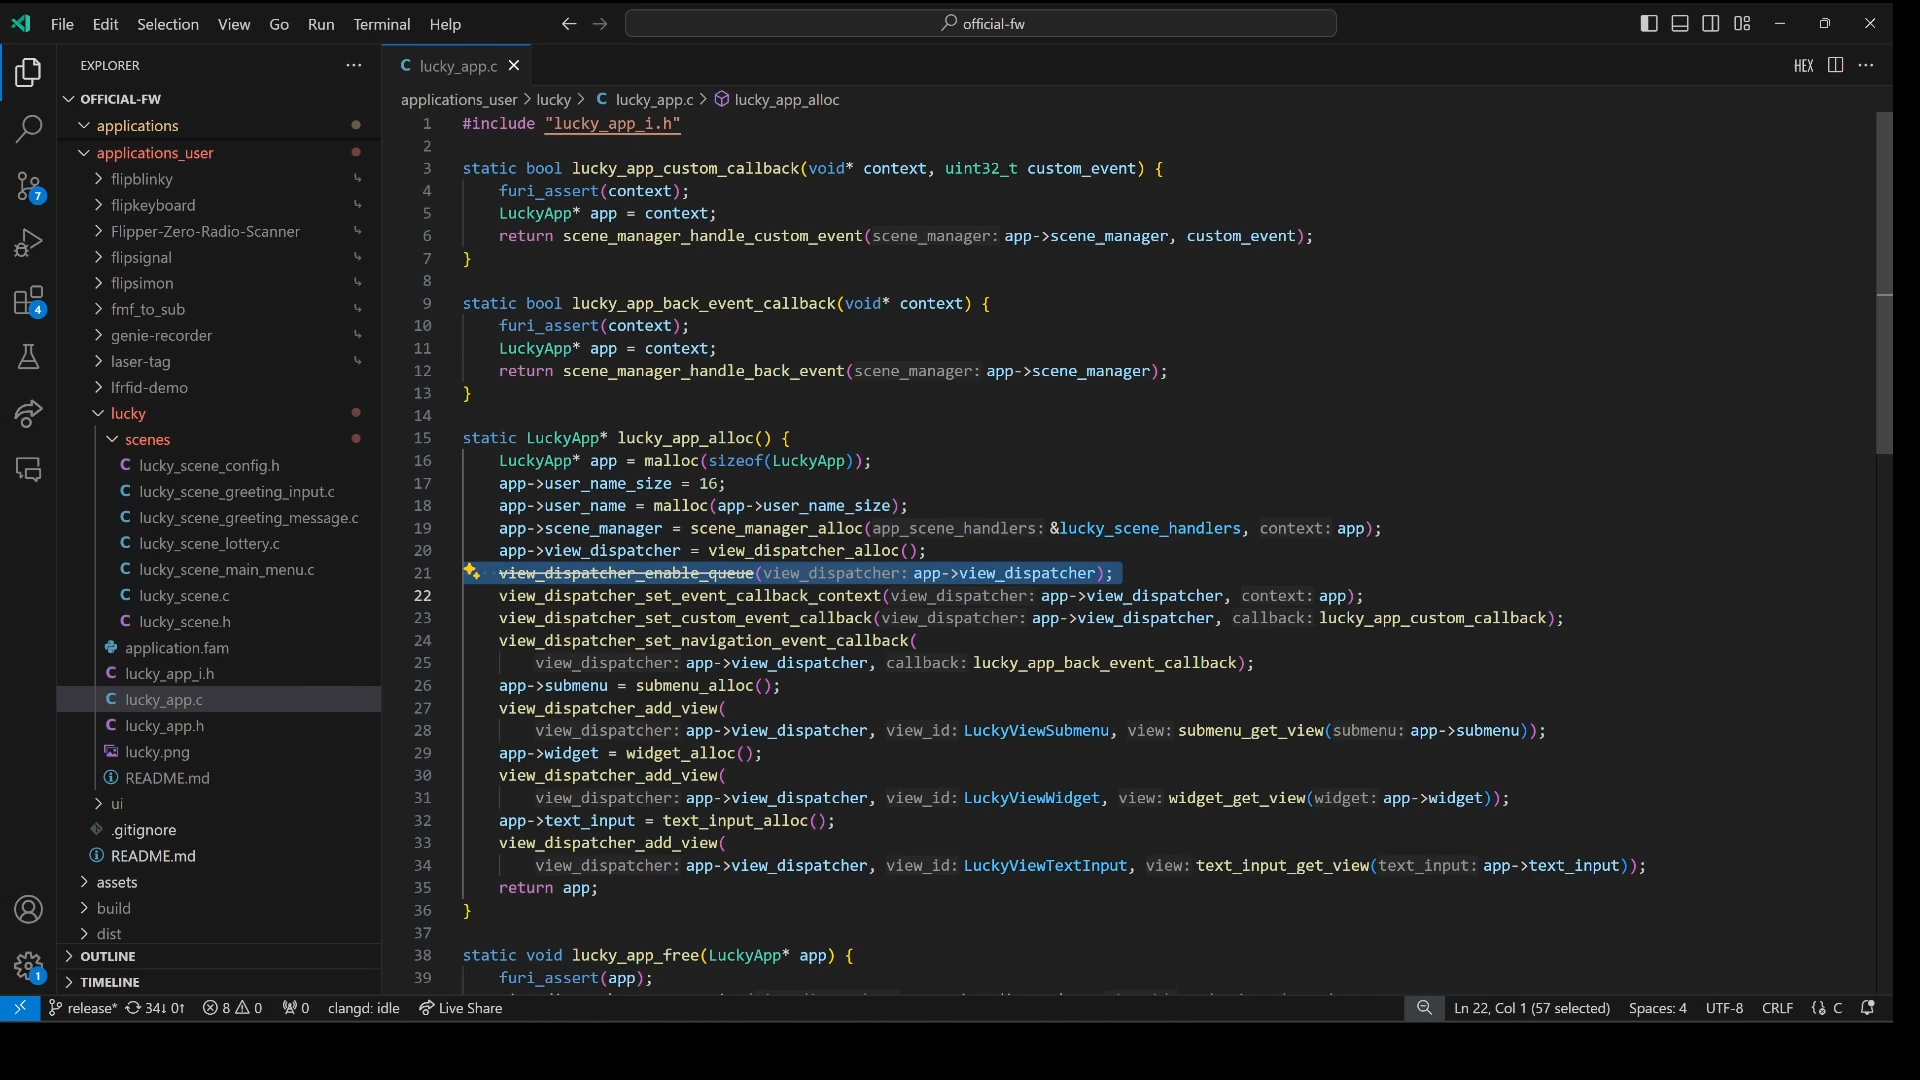 File Edit Selection View Go Run Terminal Help official-fw
EXPLORER
OFFICIAL-FW
applications
applications_user
flipblinky
flipkeyboard
Flipper-Zero-Radio-Scanner
flipsignal
flipsimon
fmf_to_sub
genie-recorder
laser-tag
lfrfid-demo
lucky
scenes
lucky_scene_config.h
lucky_scene_greeting_input.c
lucky_scene_greeting_message.c
lucky_scene_lottery.c
lucky_scene_main_menu.c
lucky_scene.c
lucky_scene.h
application.fam
lucky_app_i.h
lucky_app.c
lucky_app.h
lucky.png
README.md
ui
.gitignore
README.md
assets
build
dist
OUTLINE
TIMELINE
7
4
1
C lucky_app.c
HEX
applications_user > lucky > C lucky_app.c > lucky_app_alloc
1 #include "lucky_app_i.h"
2
3 static bool lucky_app_custom_callback(void* context, uint32_t custom_event) {
4 furi_assert(context);
5 LuckyApp* app = context;
6 return scene_manager_handle_custom_event(scene_manager: app->scene_manager, custom_event);
7 }
8
9 static bool lucky_app_back_event_callback(void* context) {
10 furi_assert(context);
11 LuckyApp* app = context;
12 return scene_manager_handle_back_event(scene_manager: app->scene_manager);
13 }
14
15 static LuckyApp* lucky_app_alloc() {
16 LuckyApp* app = malloc(sizeof(LuckyApp));
17 app->user_name_size = 16;
18 app->user_name = malloc(app->user_name_size);
19 app->scene_manager = scene_manager_alloc(app_scene_handlers: &lucky_scene_handlers, context: app);
20 app->view_dispatcher = view_dispatcher_alloc();
21 view_dispatcher_enable_queue(view_dispatcher: app->view_dispatcher);
22 view_dispatcher_set_event_callback_context(view_dispatcher: app->view_dispatcher, context: app);
23 view_dispatcher_set_custom_event_callback(view_dispatcher: app->view_dispatcher, callback: lucky_app_custom_callback);
24 view_dispatcher_set_navigation_event_callback(
25 view_dispatcher: app->view_dispatcher, callback: lucky_app_back_event_callback);
26 app->submenu = submenu_alloc();
27 view_dispatcher_add_view(
28 view_dispatcher: app->view_dispatcher, view_id: LuckyViewSubmenu, view: submenu_get_view(submenu: app->submenu));
29 app->widget = widget_alloc();
30 view_dispatcher_add_view(
31 view_dispatcher: app->view_dispatcher, view_id: LuckyViewWidget, view: widget_get_view(widget: app->widget));
32 app->text_input = text_input_alloc();
33 view_dispatcher_add_view(
34 view_dispatcher: app->view_dispatcher, view_id: LuckyViewTextInput, view: text_input_get_view(text_input: app->text_input));
35 return app;
36 }
37
38 static void lucky_app_free(LuckyApp* app) {
39 furi_assert(app);
release* 34↓ 0↑ 8 0 0 clangd: idle Live Share Ln 22, Col 1 (57 selected) Spaces: 4 UTF-8 CRLF {} C